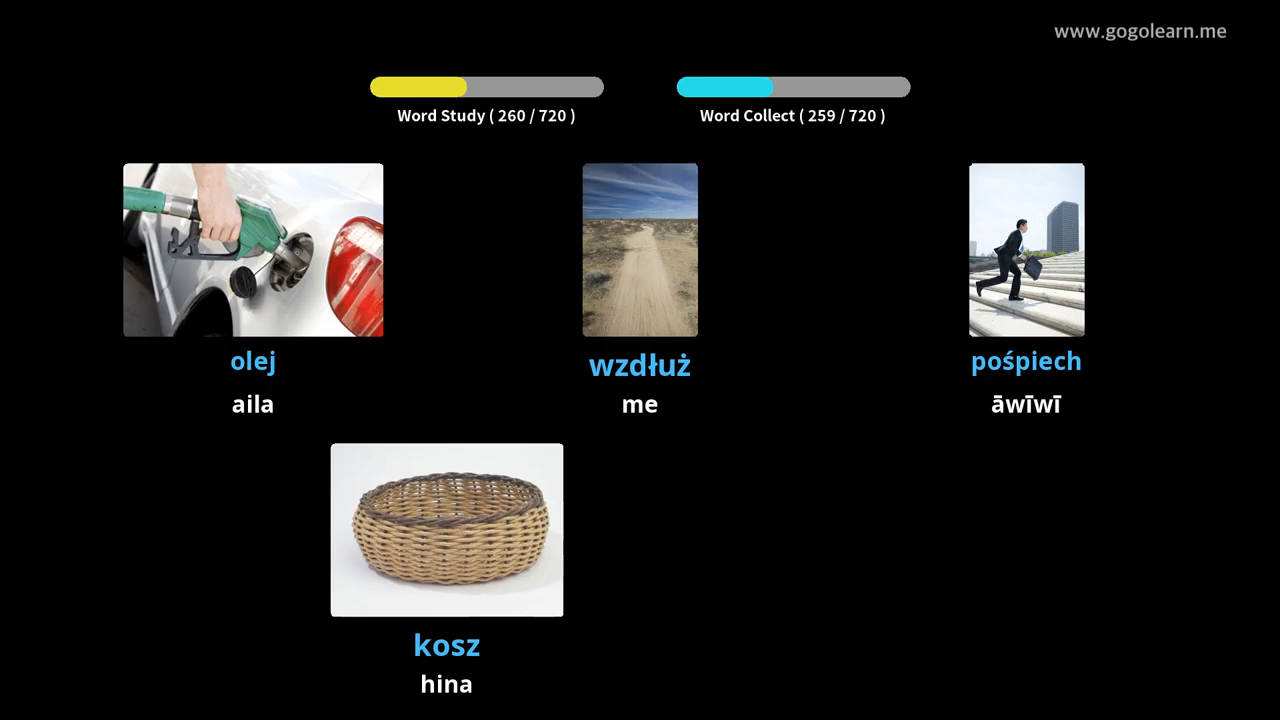 www.gogolearn.me
Word Study ( 260 / 720 )
Word Collect ( 259 / 720 )
olej
wzdłuż
pośpiech
aila
me
āwīwī
kosz
hina